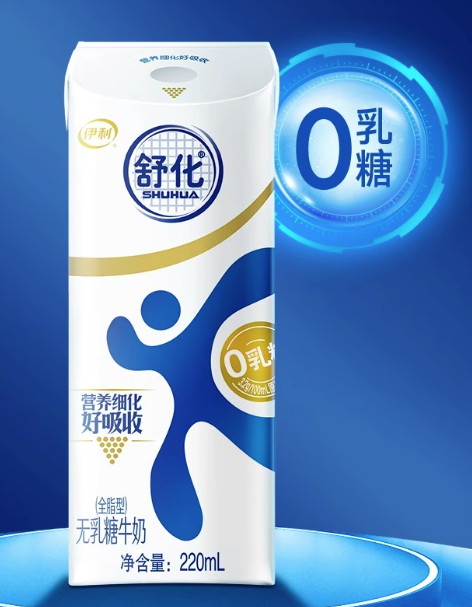 营养细化好吸收
伊利
舒化®
SHUHUA
0乳
糖
0乳糖
营养细化
好吸收
(全脂型)
无乳糖牛奶
净含量：220mL